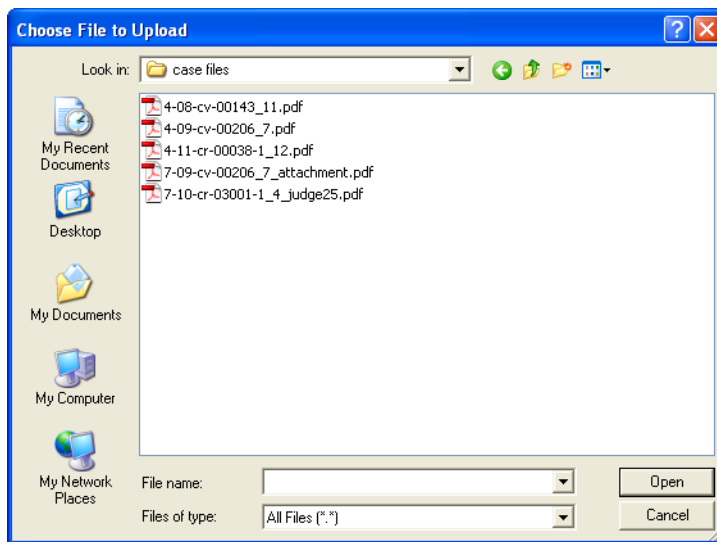 Choose File to Upload
Look in:
case files
My Recent
Documents
Desktop
My Documents
My Computer
My Network
Places
4-08-cv-00143_11.pdf
4-09-cv-00206_7.pdf
4-11-cr-00038-1_12.pdf
7-09-cv-00206_7_attachment.pdf
7-10-cr-03001-1_4_judge25.pdf
File name:
Open
Files of type:
All Files (*.*)
Cancel